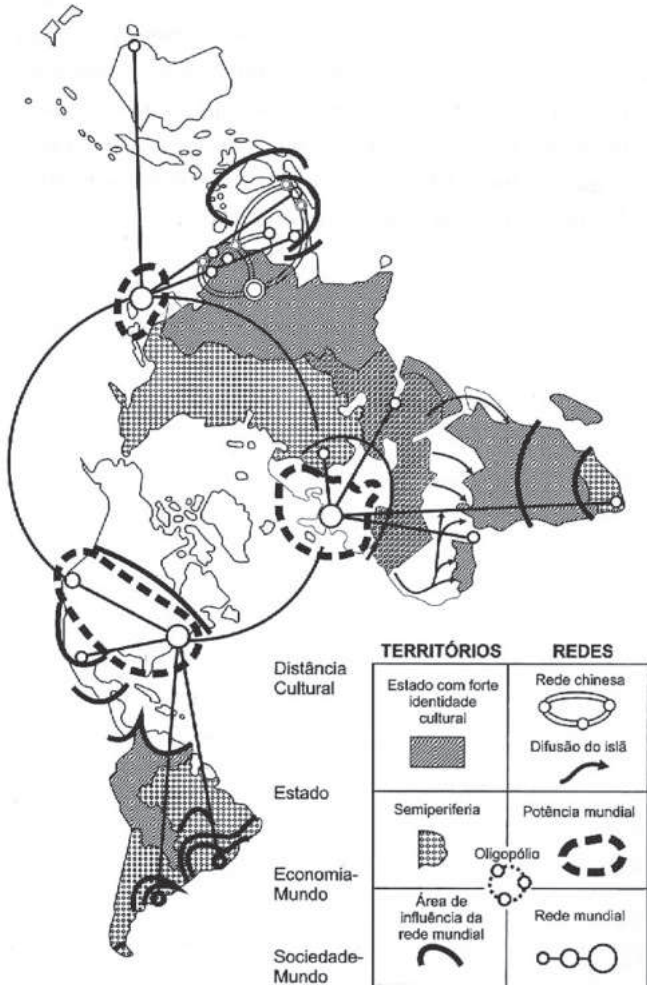 TERRITÓRIOS
REDES
Distância
Cultural
Estado com forte
identidade
cultural
Rede chinesa
Difusão do islã
Estado
Semiperiferia
Potência mundial
Oligopólio
Economia-
Mundo
Área de
influência da
rede mundial
Rede mundial
Sociedade-
Mundo